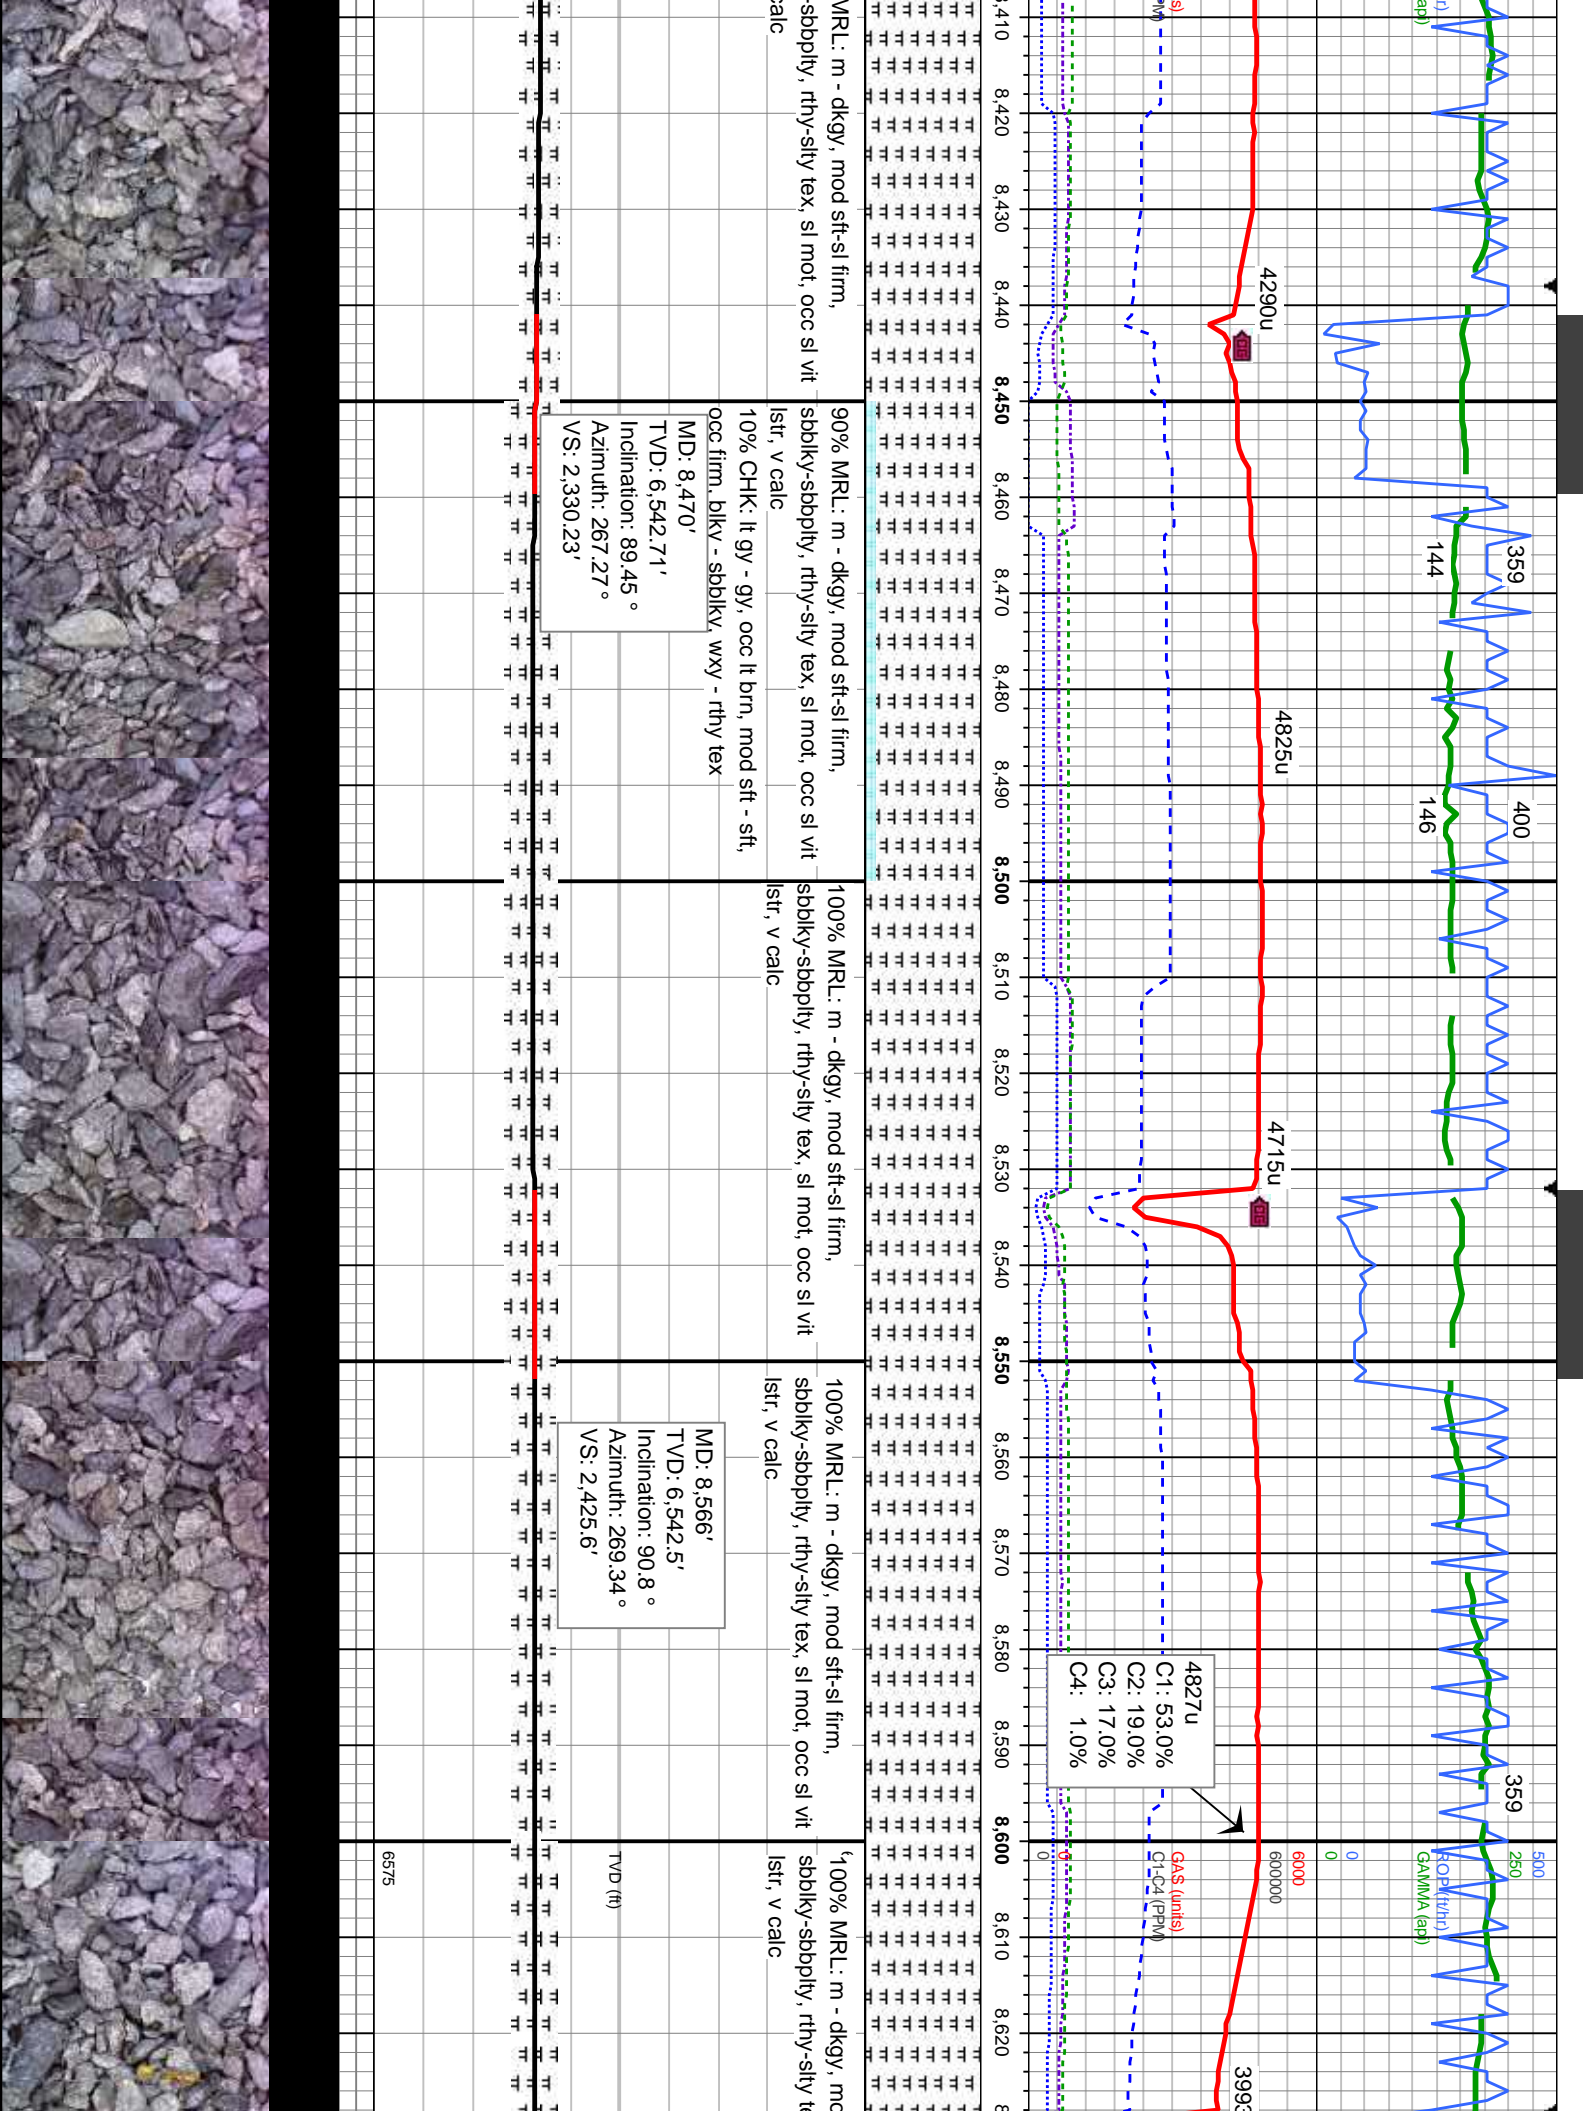 s)
M)
r)
api)
8,410
8,420
8,430
8,440
8,450
8,460
8,470
8,480
8,490
8,500
8,510
8,520
8,530
8,540
8,550
8,560
8,570
8,580
8,590
8,600
8,610
8,620
359
144
400
146
359
4290u
4825u
4715u
3993
500
250
ROP (ft/hr)
GAMMA (api)
0
0
6000
600000
GAS (units)
C1-C4 (PPM)
0
0
4827u
C1: 53.0%
C2: 19.0%
C3: 17.0%
C4: 1.0%
MRL: m - dkgy, mod sft-sl firm,
-sbbplty, rthy-slty tex, sl mot, occ sl vit
calc
90% MRL: m - dkgy, mod sft-sl firm,
sbblky-sbbplty, rthy-slty tex, sl mot, occ sl vit
lstr, v calc
10% CHK: lt gy - gy, occ lt brn, mod sft - sft,
occ firm, blky - sbblky, wxy - rthy tex
MD: 8,470'
TVD: 6,542.71'
Inclination: 89.45 °
Azimuth: 267.27°
VS: 2,330.23'
100% MRL: m - dkgy, mod sft-sl firm,
sbblky-sbbplty, rthy-slty tex, sl mot, occ sl vit
lstr, v calc
100% MRL: m - dkgy, mod sft-sl firm,
sbblky-sbbplty, rthy-slty tex, sl mot, occ sl vit
lstr, v calc
MD: 8,566'
TVD: 6,542.5'
Inclination: 90.8 °
Azimuth: 269.34°
VS: 2,425.6'
'100% MRL: m - dkgy, mo
sbblky-sbbplty, rthy-slty te
lstr, v calc
TVD (ft)
6575